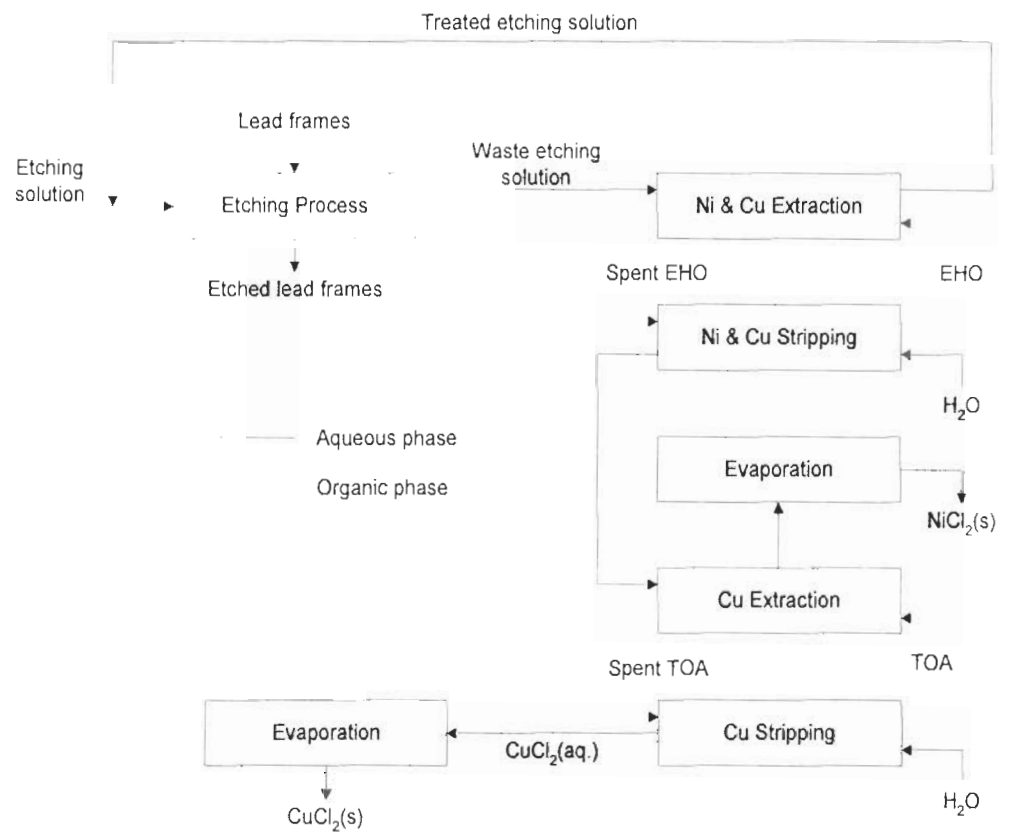 Treated etching solution
Lead frames
Etching
solution
Waste etching
solution
Etching Process
Ni & Cu Extraction
Spent EHO
EHO
Etched lead frames
Ni & Cu Stripping
H₂O
Aqueous phase
Evaporation
Organic phase
NiCl₂(s)
Cu Extraction
Spent TOA
TOA
Evaporation
Cu Stripping
CuCl₂(aq.)
H₂O
CuCl₂(s)